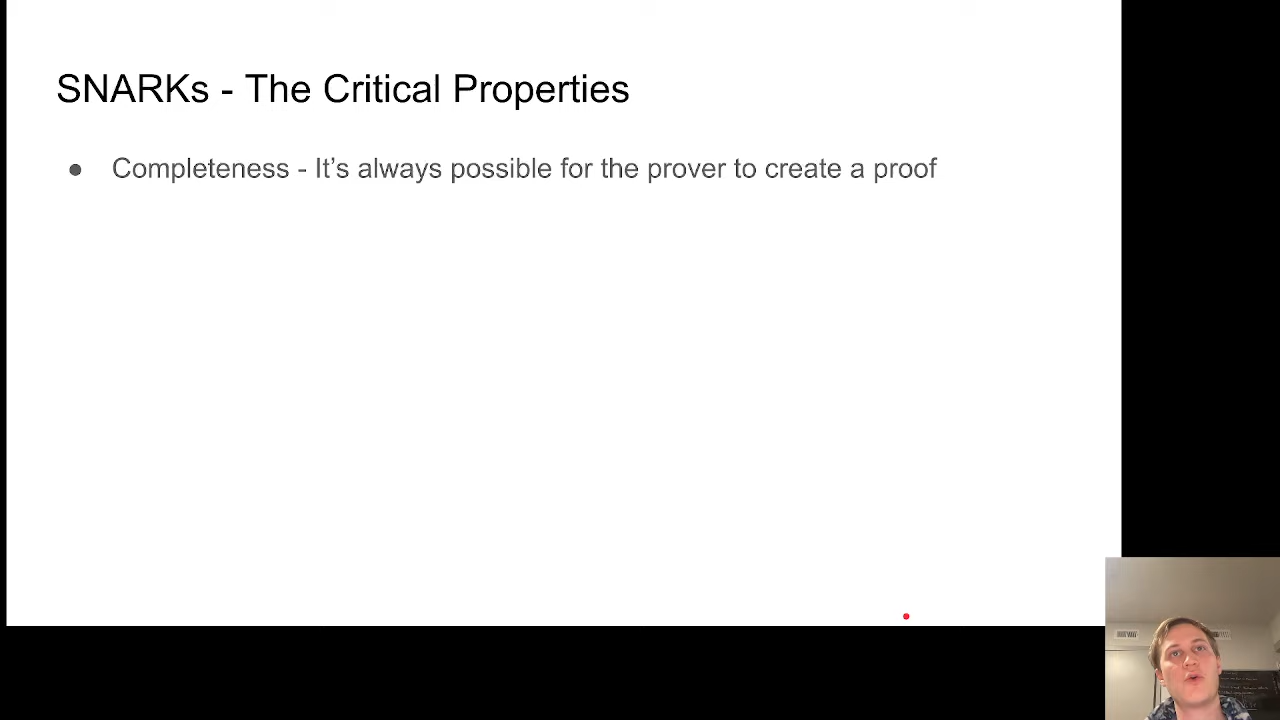 SNARKs - The Critical Properties
● Completeness - It’s always possible for the prover to create a proof